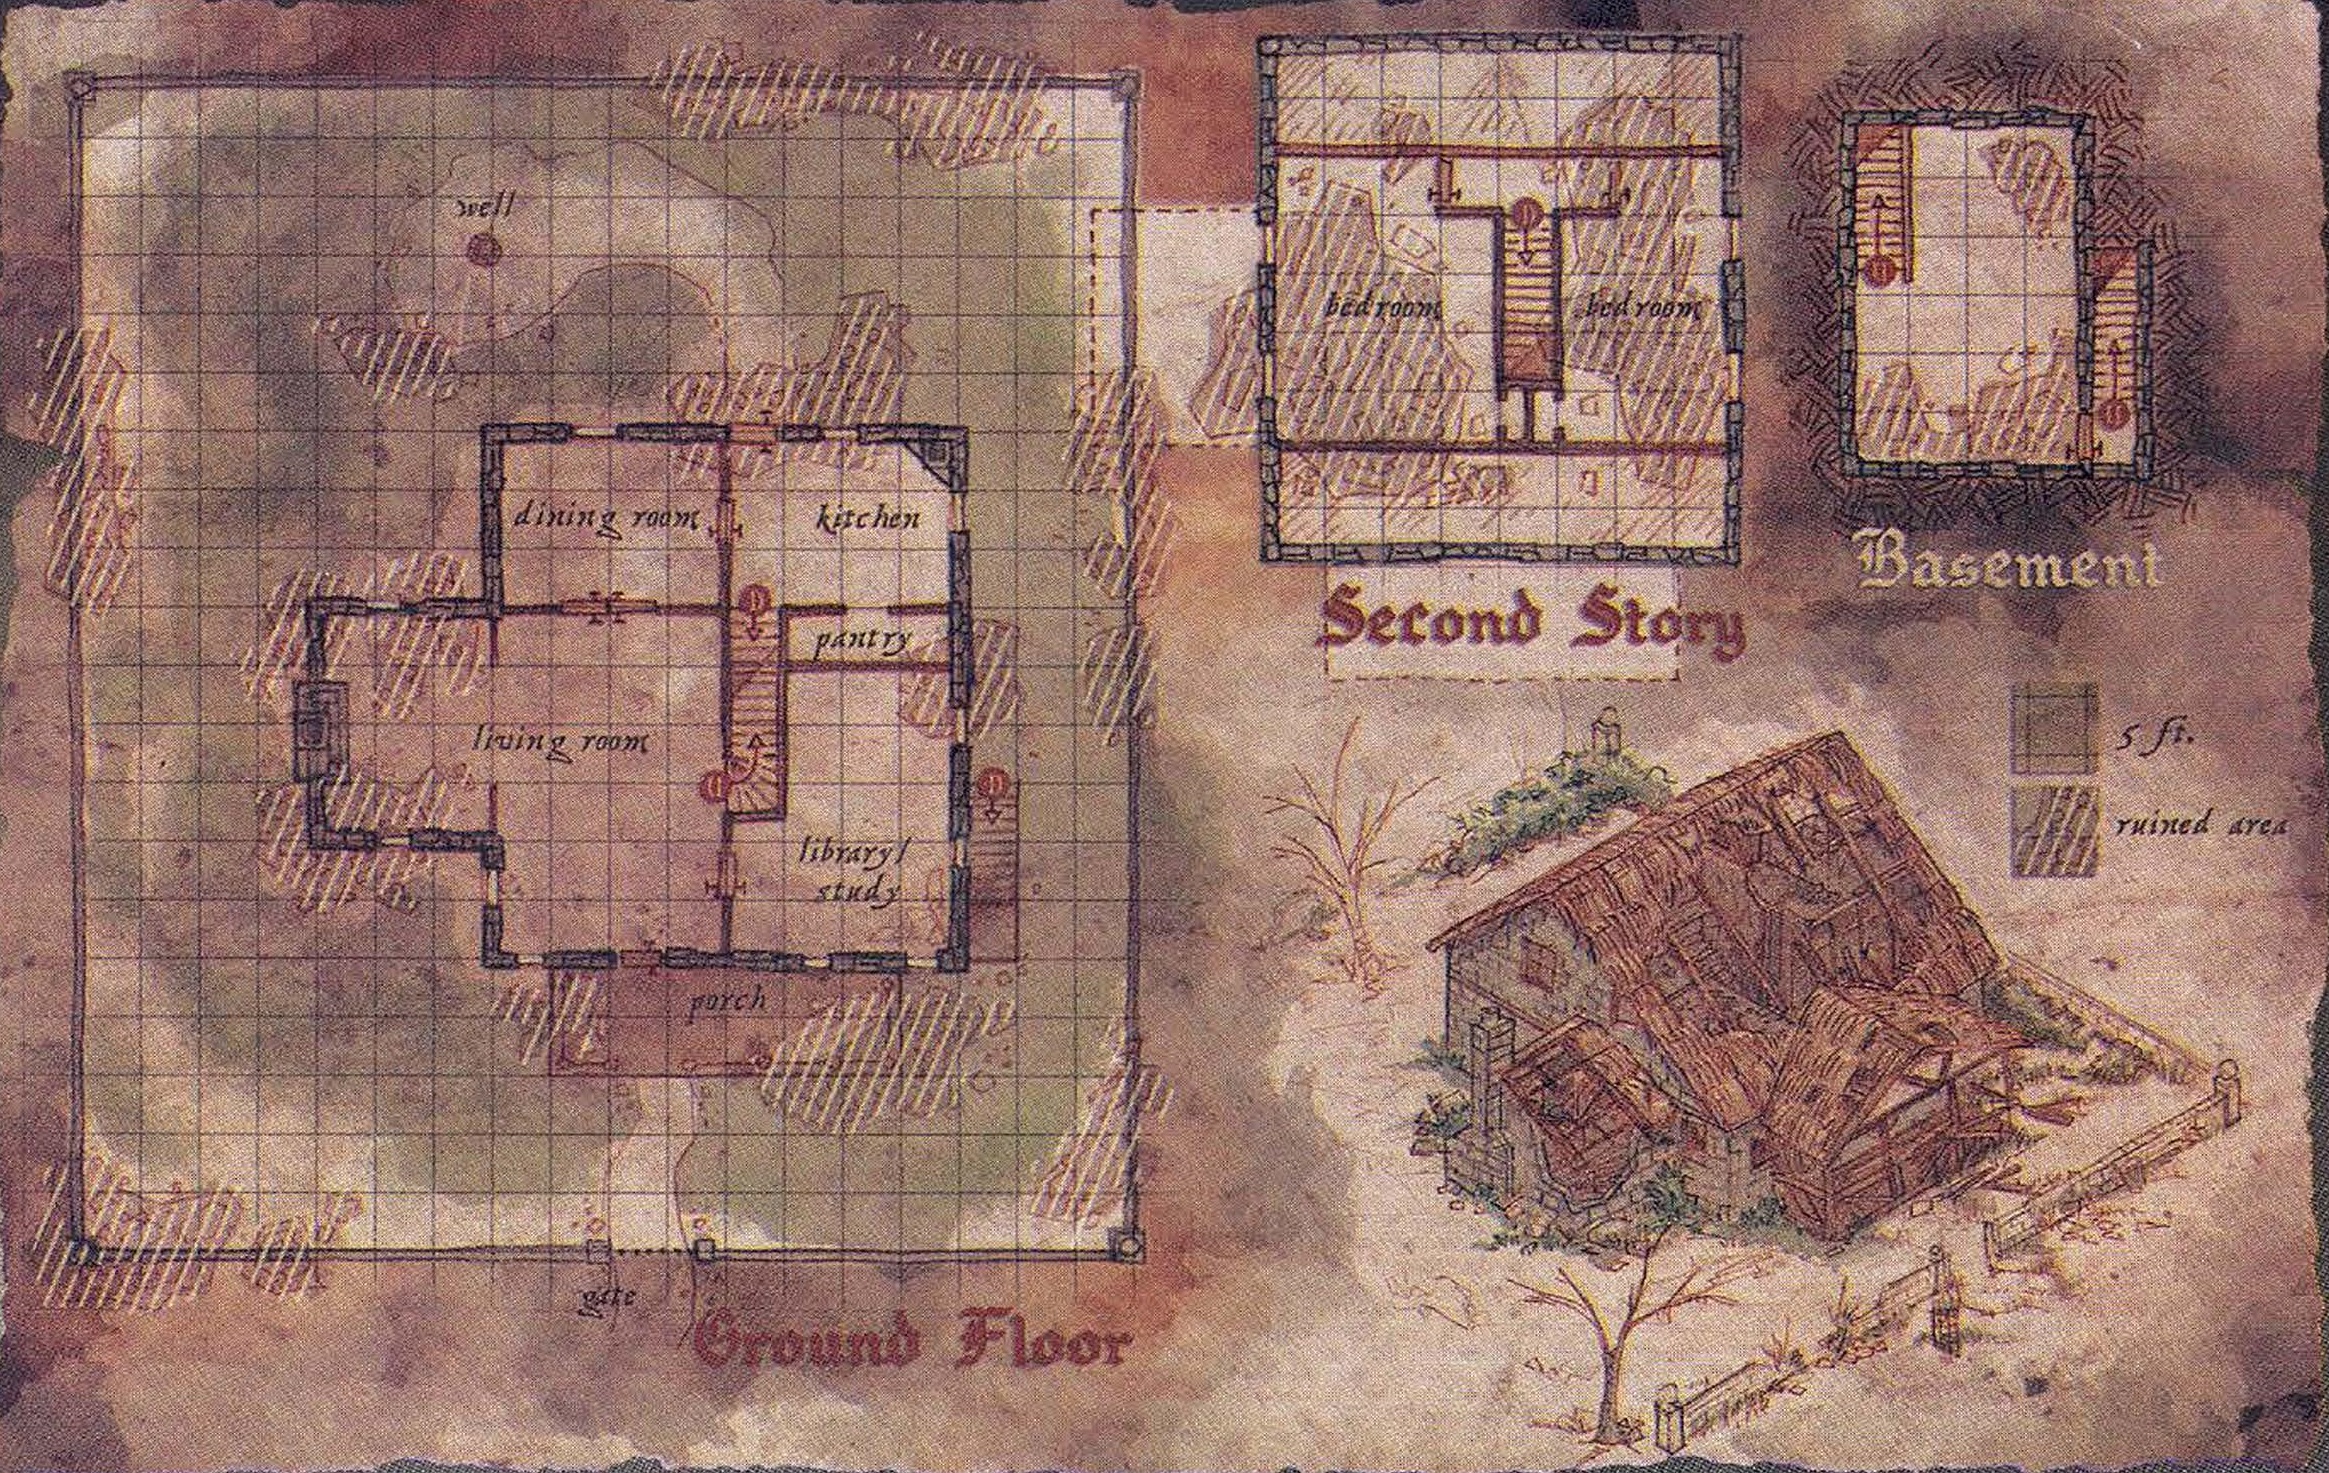 well
dining room
kitchen
pantry
living room
library/
study
porch
gate
Ground Floor
bedroom
bedroom
Second Story
Basement
5 ft.
ruined area